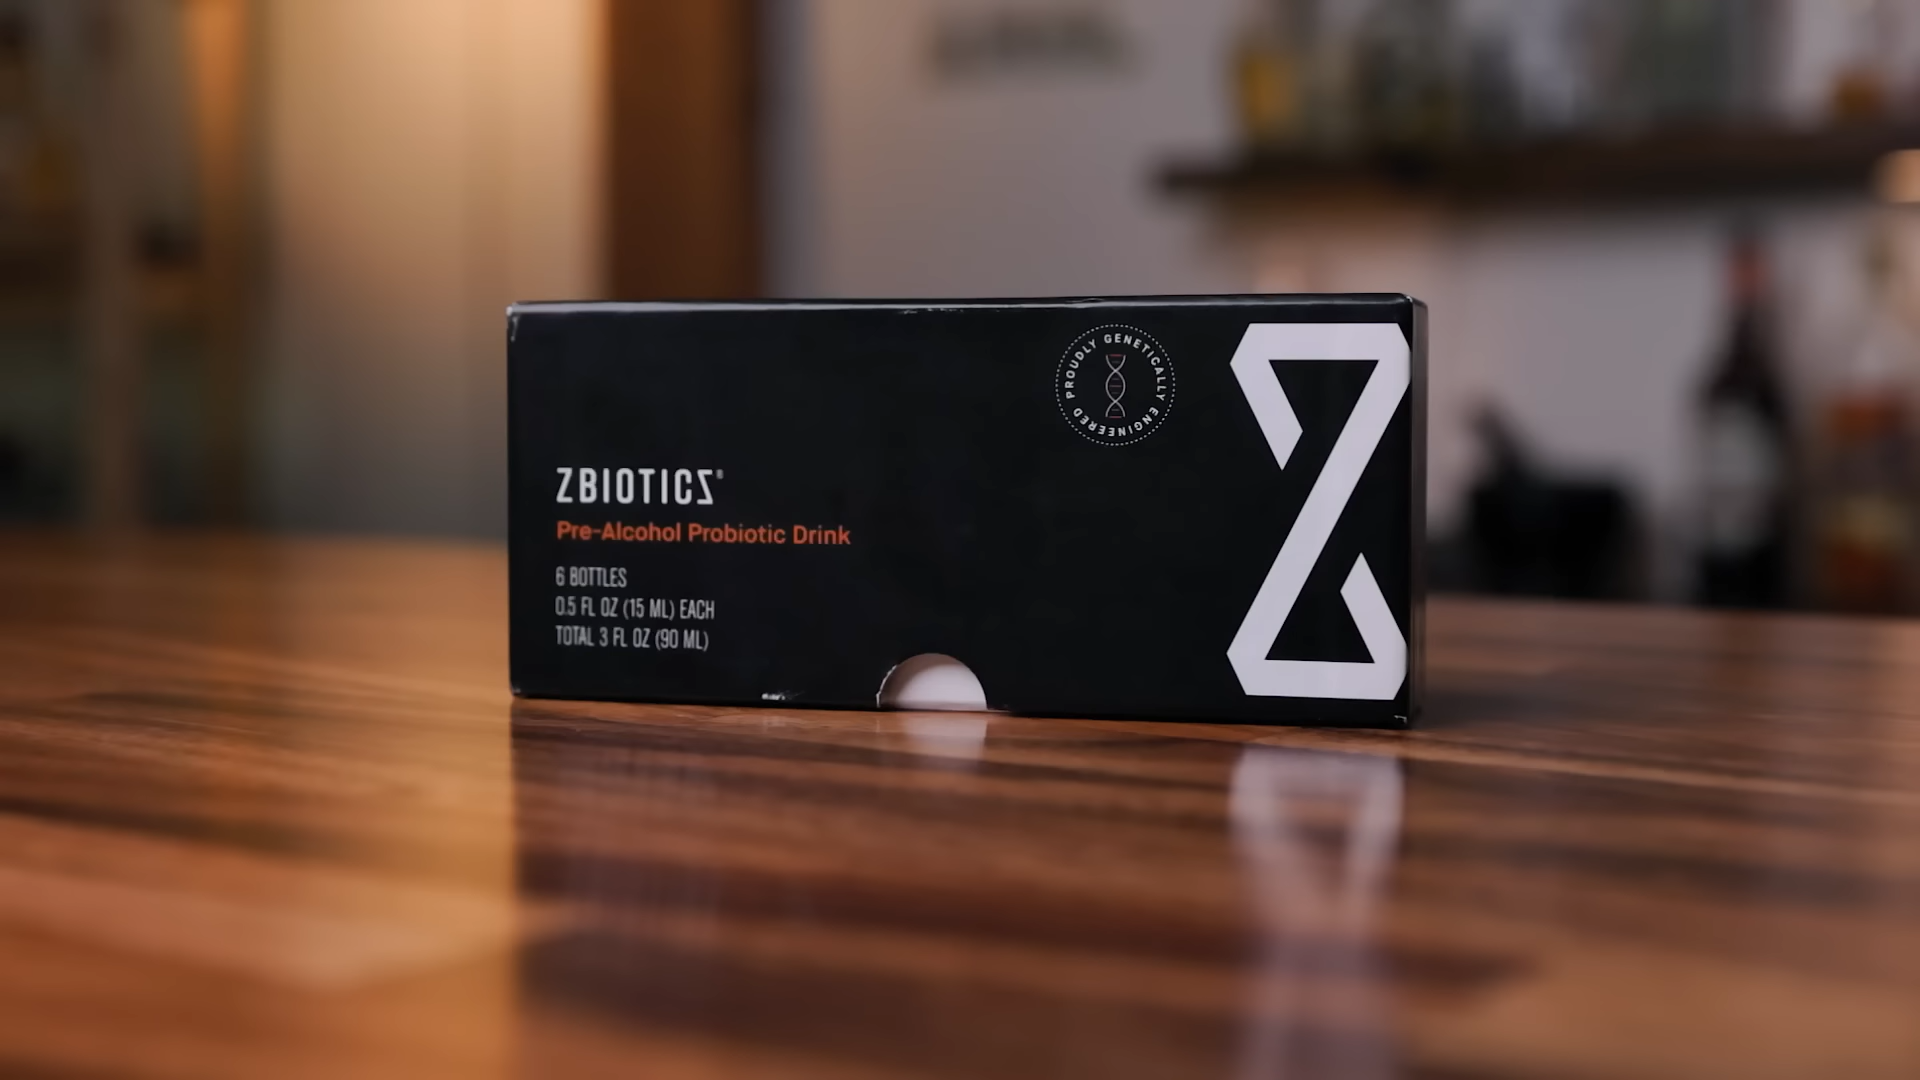 PROUDLY GENETICALLY ENGINEERED
ZBIOTICS®
Pre-Alcohol Probiotic Drink
6 BOTTLES
0.5 FL OZ (15 ML) EACH
TOTAL 3 FL OZ (90 ML)